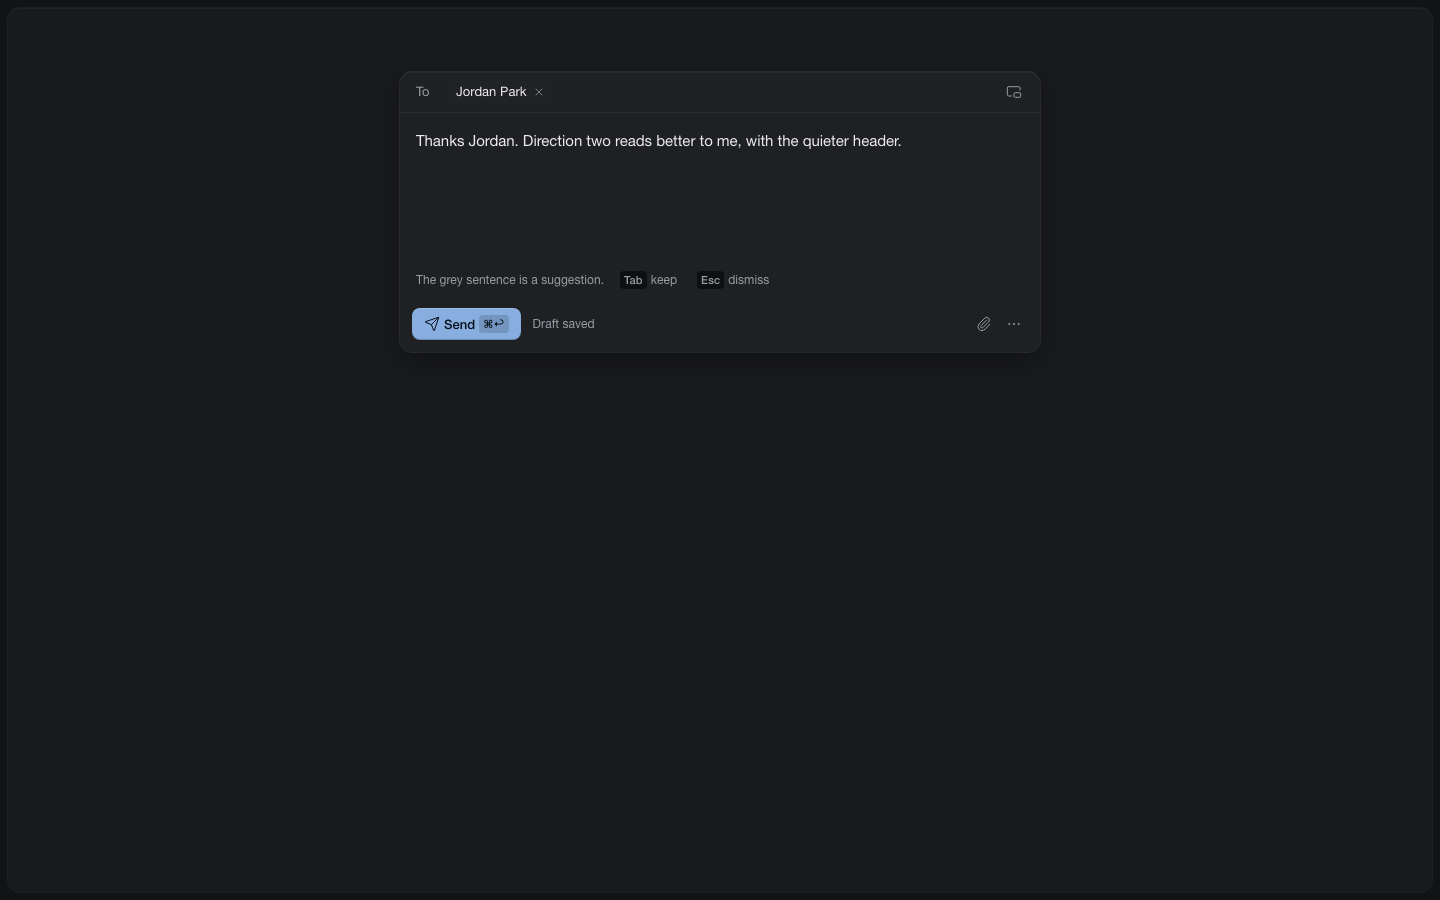 To Jordan Park
Thanks Jordan. Direction two reads better to me, with the quieter header.
The grey sentence is a suggestion. Tab keep Esc dismiss
Send ⌘↩ Draft saved